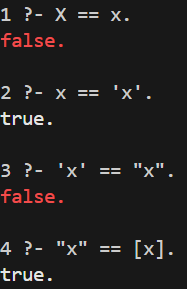 1 ?- X == x.
false.
2 ?- x == 'x'.
true.
3 ?- 'x' == "x".
false.
4 ?- "x" == [x].
true.